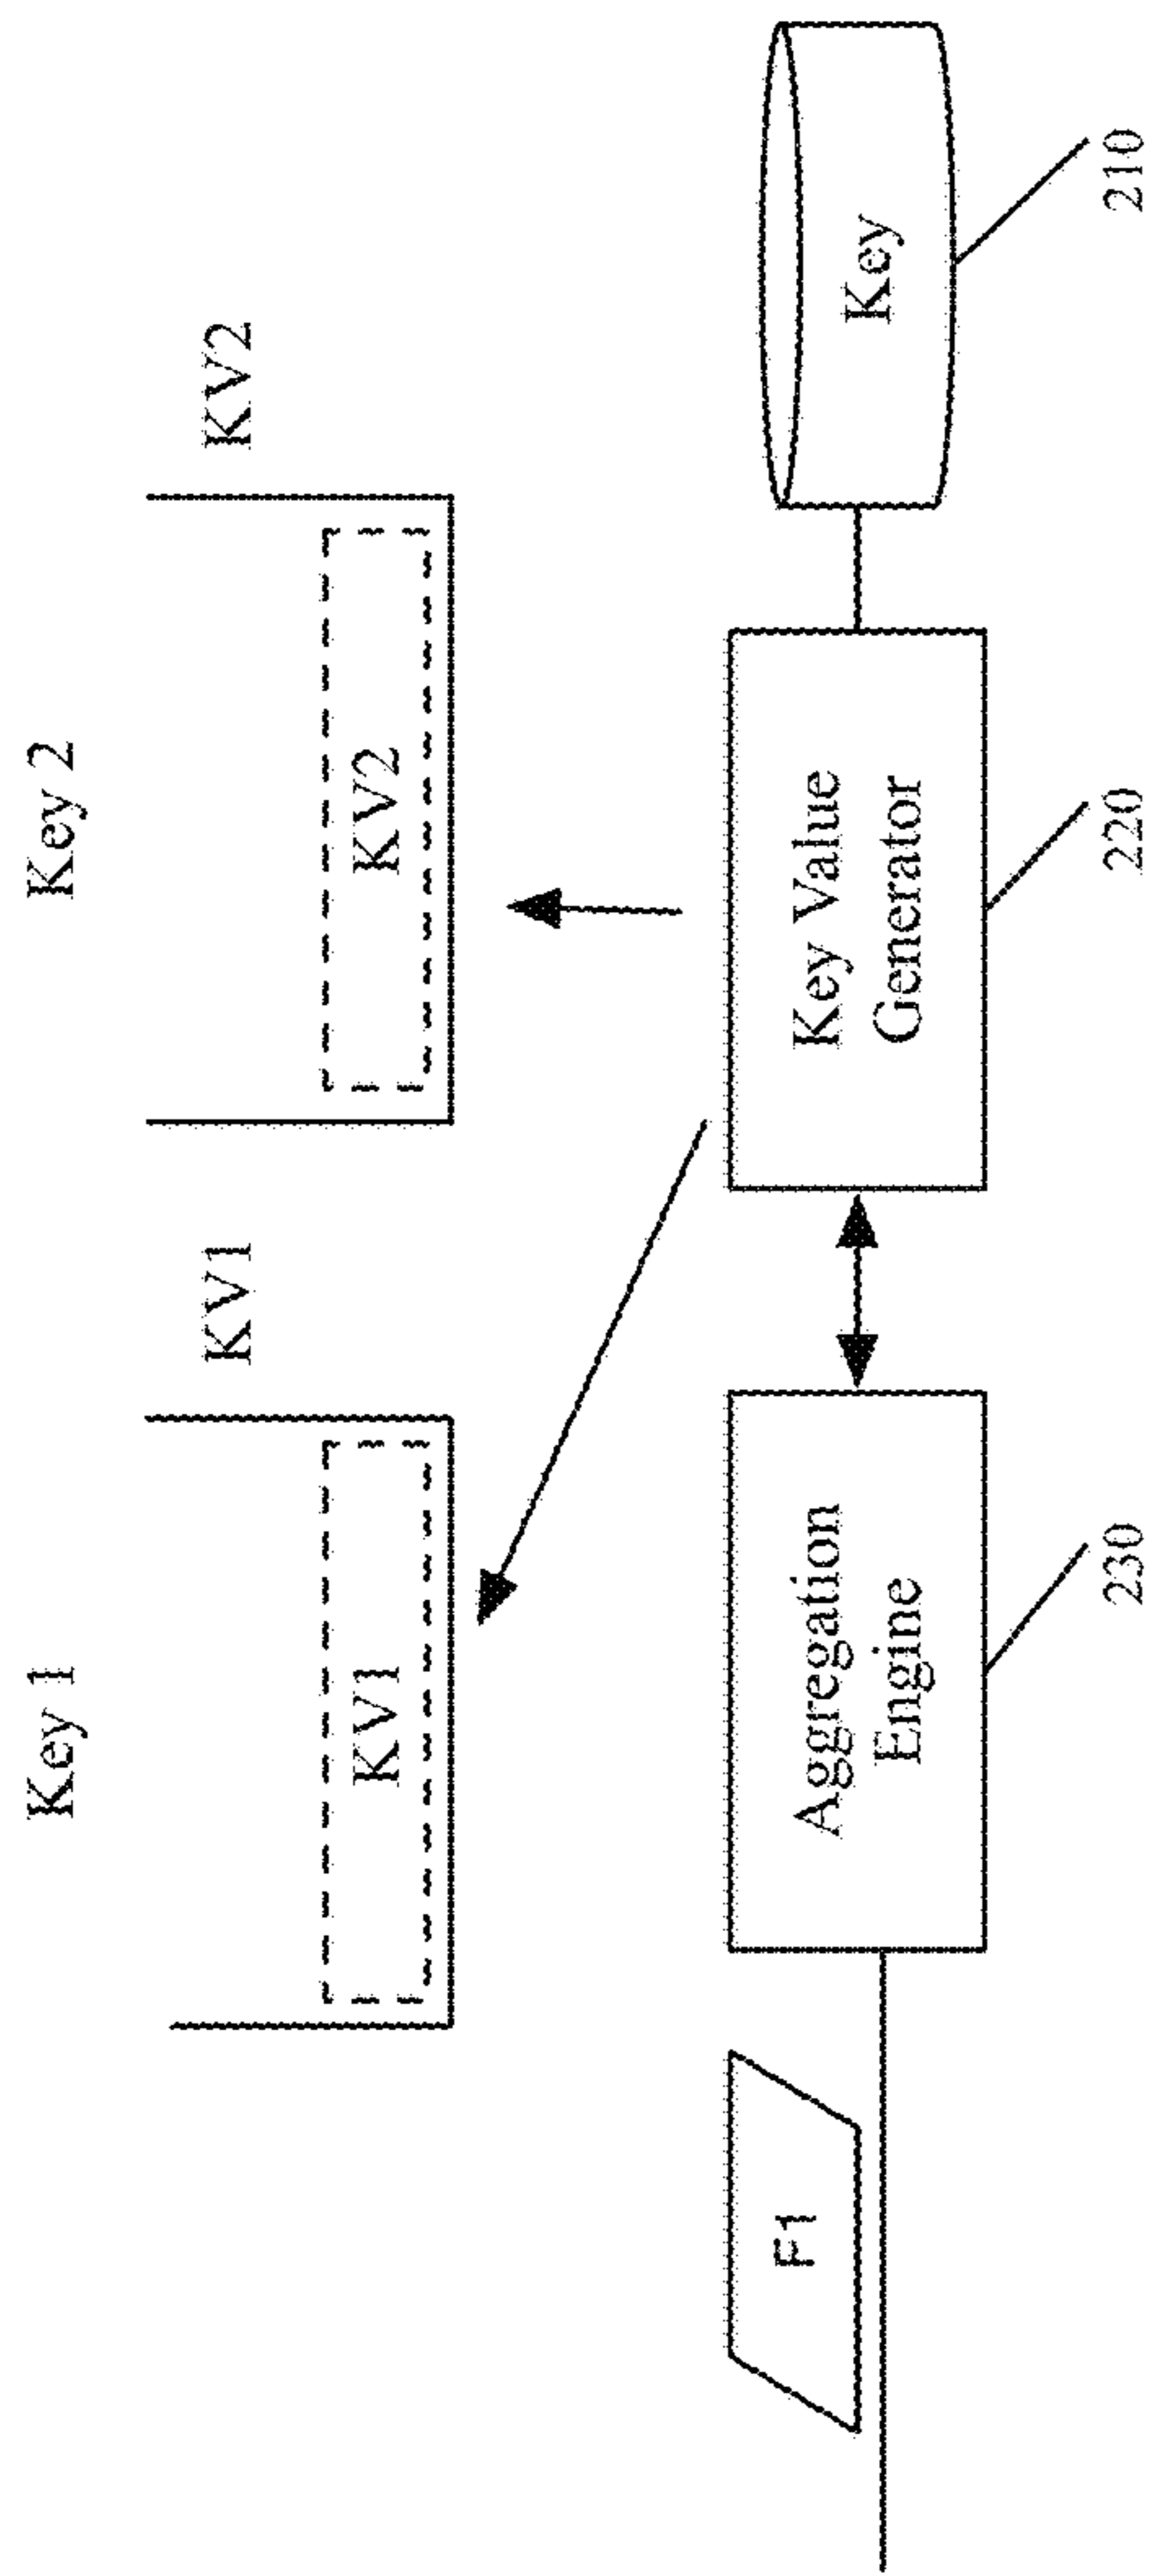 Key 1
Key 2
KV1
KV2
KV1
KV2
F1
Aggregation
Engine
Key Value
Generator
Key
230
220
210